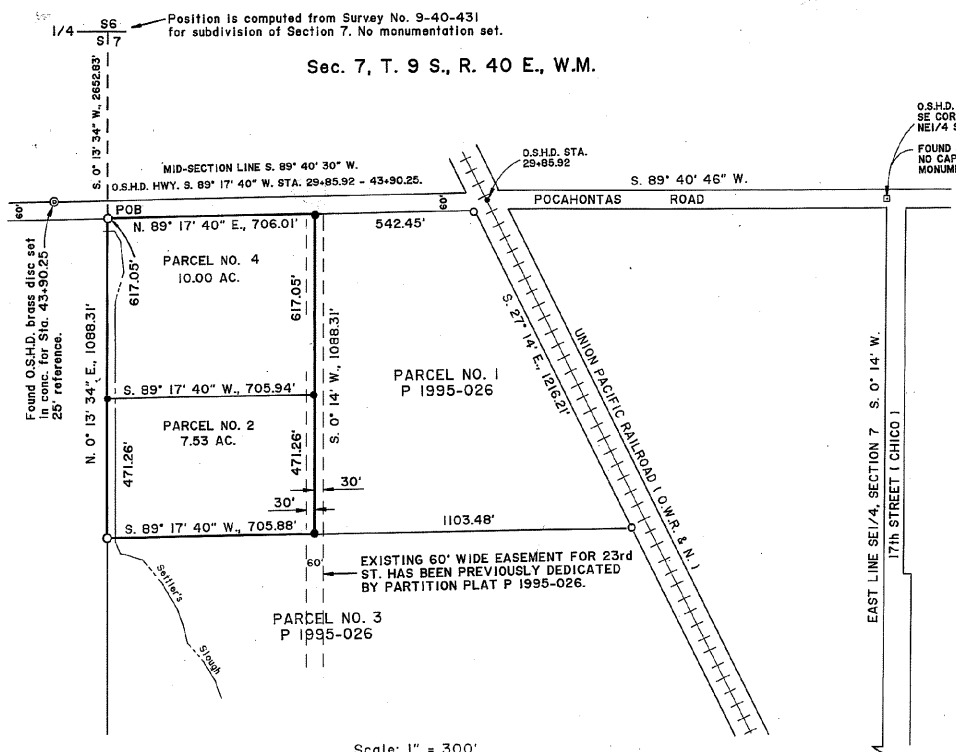 S6
1/4
S 7
Position is computed from Survey No. 9-40-431
for subdivision of Section 7. No monumentation set.
Sec. 7, T. 9 S., R. 40 E., W.M.
S. 0° 13' 34" W., 2652.83'
O.S.H.D.
SE COR
NE1/4 S
FOUND
NO CAP
MONUME
O.S.H.D. STA.
29+85.92
MID-SECTION LINE S. 89° 40' 30" W.
O.S.H.D. HWY. S. 89° 17' 40" W. STA. 29+85.92 - 43+90.25.
S. 89° 40' 46" W.
60'
60'
POCAHONTAS ROAD
POB
N. 89° 17' 40" E., 706.01'
542.45'
PARCEL NO. 4
10.00 AC.
617.05'
617.05'
Found O.S.H.D. brass disc set
in conc. for Sta. 43+90.25
25' reference.
N. 0° 13' 34" E., 1088.31'
S. 0° 14' W., 1088.31'
S. 27° 14' E., 1216.21'
UNION PACIFIC RAILROAD ( O.W.R. & N. )
PARCEL NO. 1
P 1995-026
S. 89° 17' 40" W., 705.94'
PARCEL NO. 2
7.53 AC.
471.26'
471.26'
30'
30'
S. 89° 17' 40" W., 705.88'
1103.48'
EAST LINE SE1/4, SECTION 7 S. 0° 14' W.
17th STREET ( CHICO )
60'
EXISTING 60' WIDE EASEMENT FOR 23rd
ST. HAS BEEN PREVIOUSLY DEDICATED
BY PARTITION PLAT P 1995-026.
Settler's
Slough
PARCEL NO. 3
P 1995-026
Scale: 1" = 300'